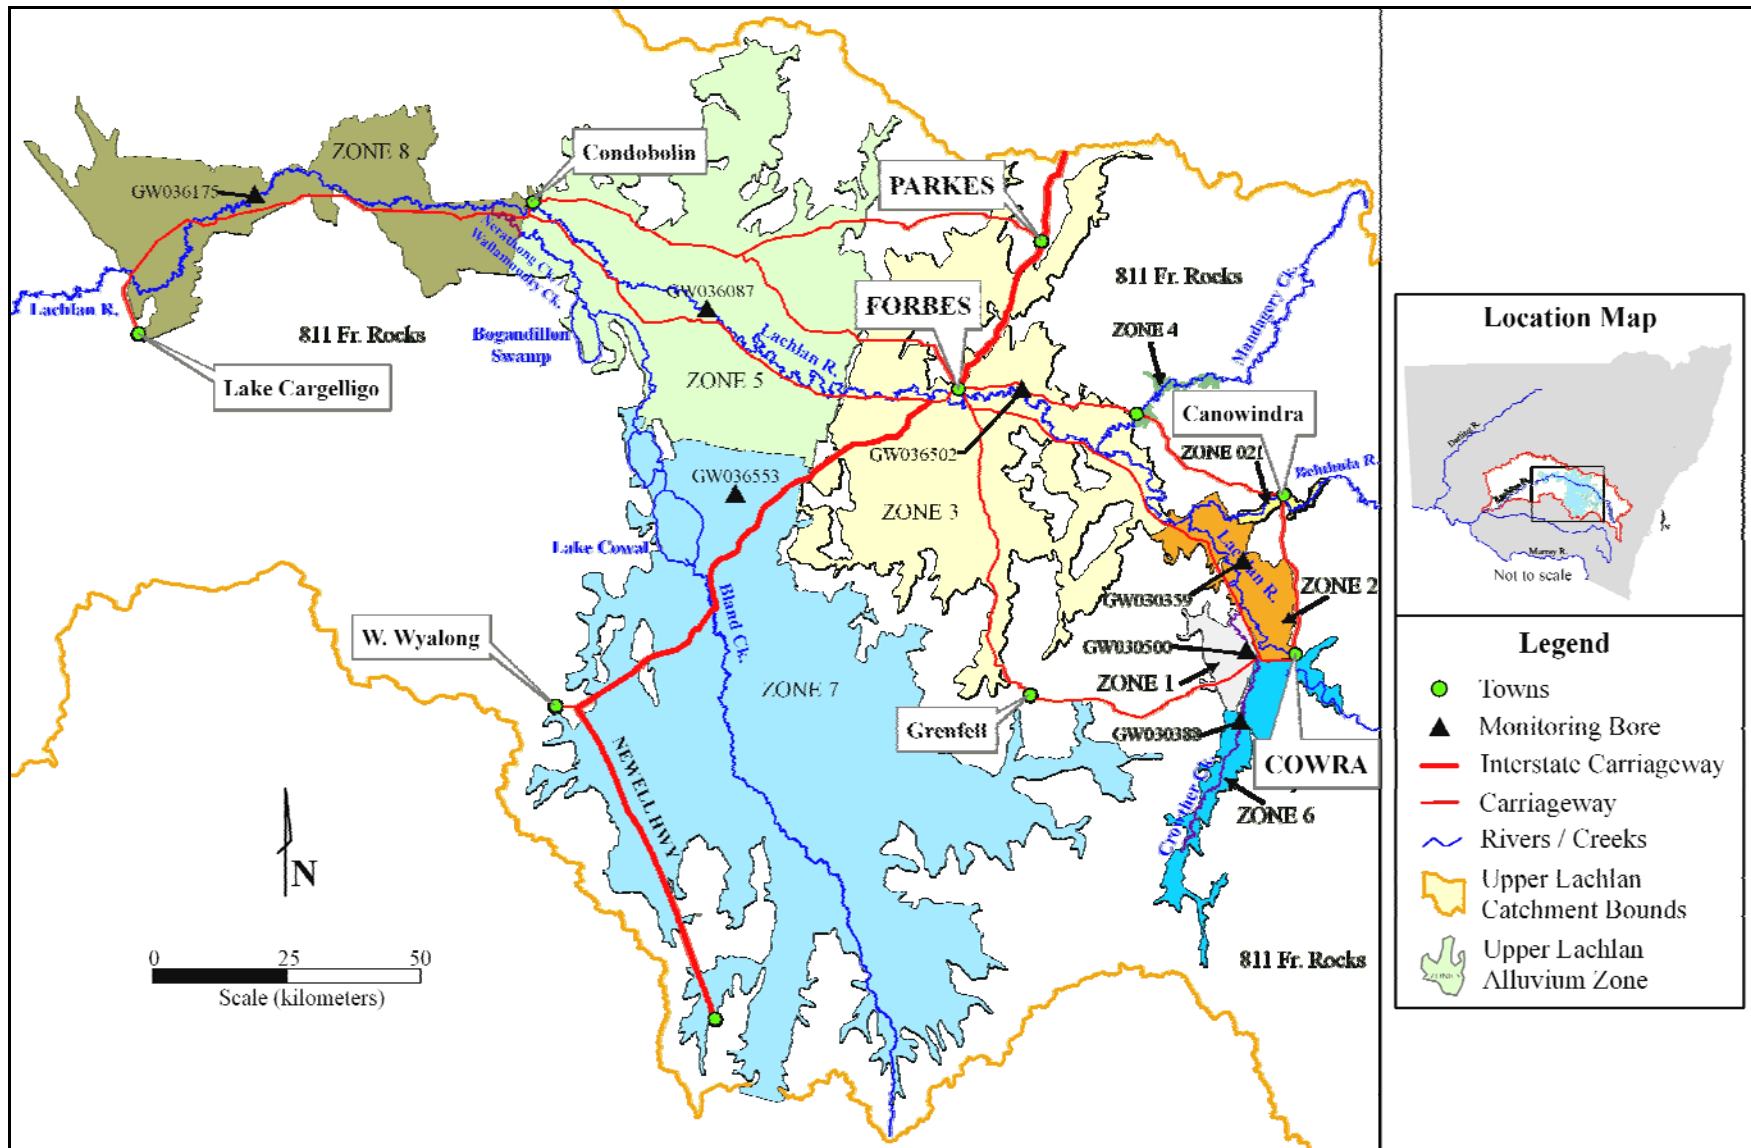 Condobolin
ZONE 8
PARKES
GW036175
811 Fr. Rocks
Mandagery Ck.
Nerathong Ck.
Wallamoudry Ck.
GW036087
FORBES
Lachlan R.
811 Fr. Rocks
Bogandillon
Swamp
Lachlan R.
ZONE 4
Lake Cargelligo
ZONE 5
Canowindra
GW036502
ZONE 021
Belubula R.
GW036553
ZONE 3
Lake Cowal
Lachlan R.
GW030359
ZONE 2
Bland Ck.
W. Wyalong
GW030500
ZONE 7
ZONE 1
Grenfell
GW030388
COWRA
NEWELL HWY
Crowther Ck.
ZONE 6
N
811 Fr. Rocks
0 25 50
Scale (kilometers)
Location Map
Darling R.
Lachlan R.
Murray R.
N
Not to scale
Legend
Towns
Monitoring Bore
Interstate Carriageway
Carriageway
Rivers / Creeks
Upper Lachlan
Catchment Bounds
Upper Lachlan
Alluvium Zone